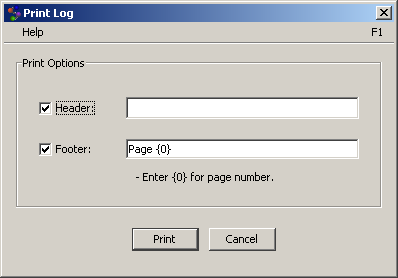 Print Log
Help F1
Print Options
Header:
Footer: Page {0}
- Enter {0} for page number.
Print Cancel